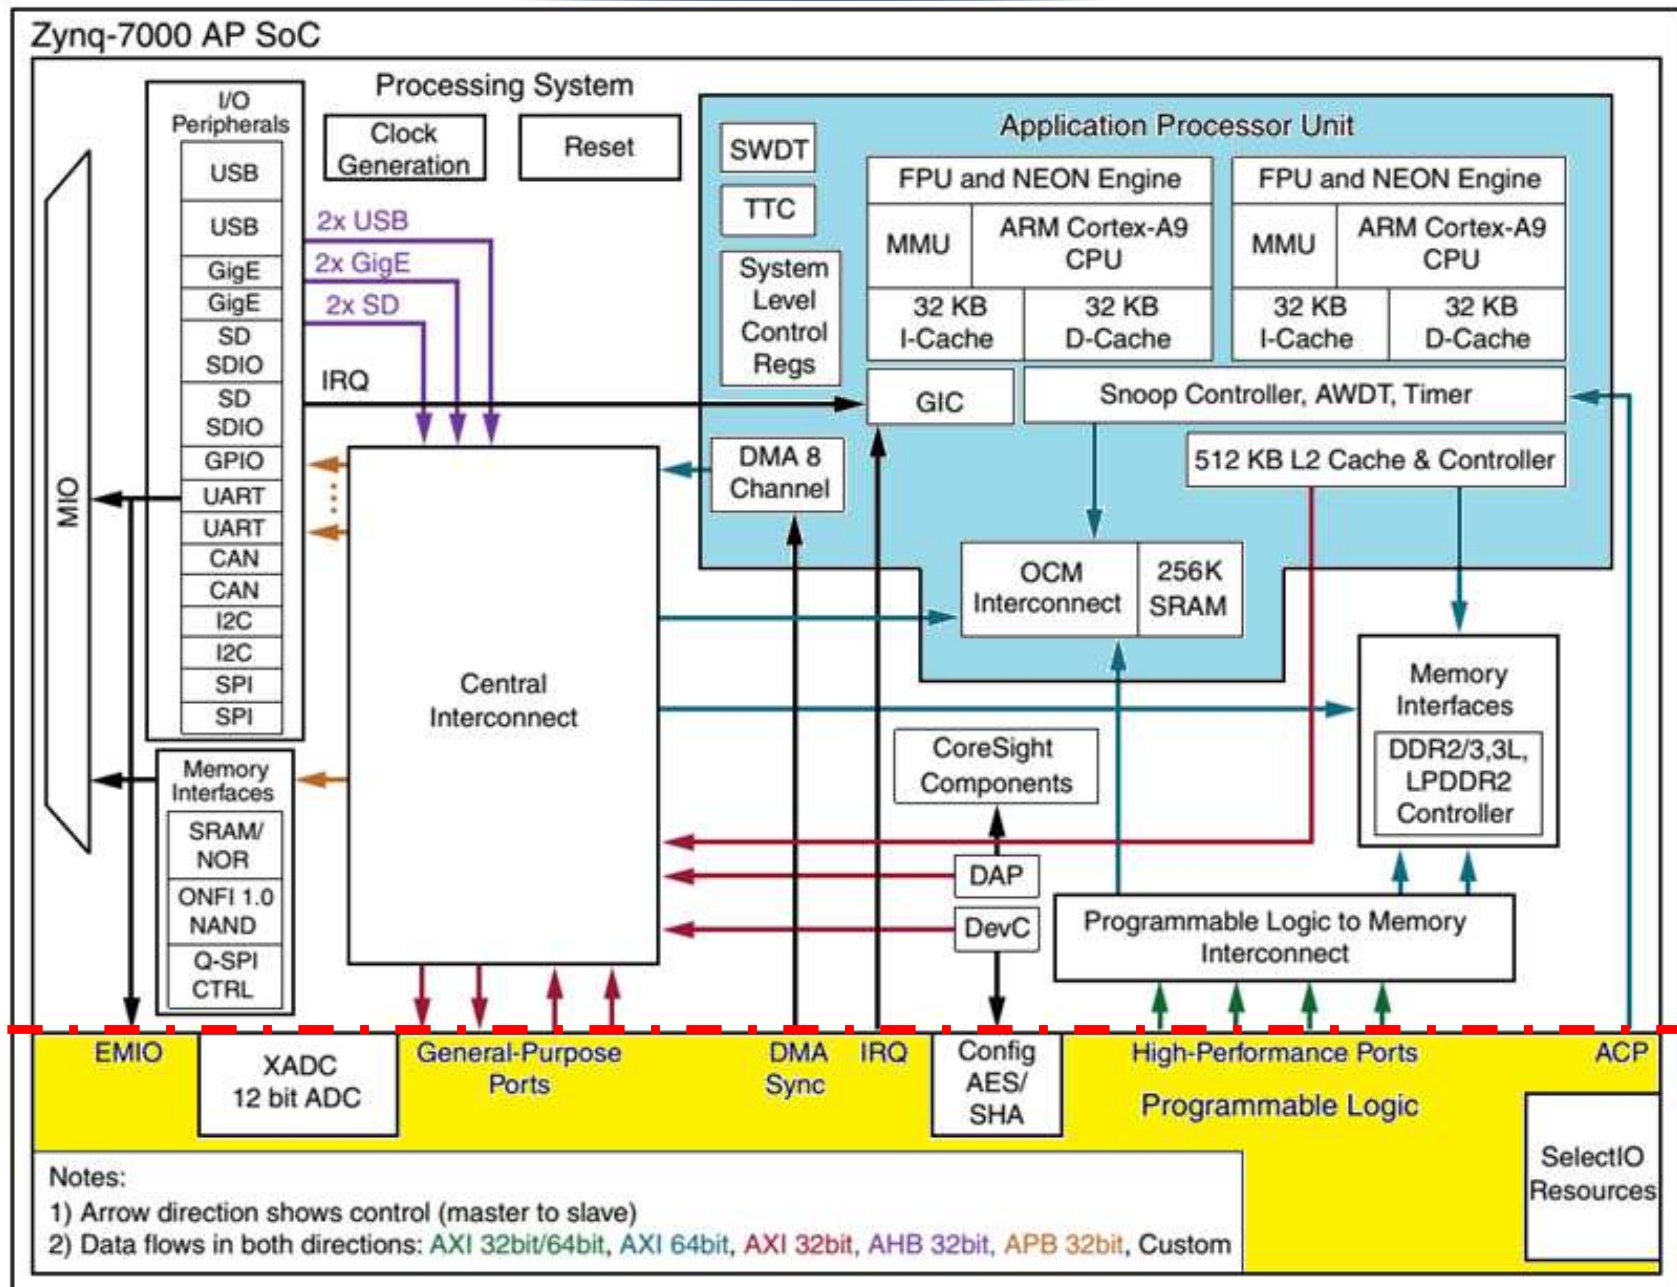 Zynq-7000 AP SoC
Processing System
I/O
Peripherals
USB
USB
GigE
GigE
SD
SDIO
SD
SDIO
GPIO
UART
UART
CAN
CAN
I2C
I2C
SPI
SPI
MIO
Memory
Interfaces
SRAM/
NOR
ONFI 1.0
NAND
Q-SPI
CTRL
Clock
Generation
Reset
2x USB
2x GigE
2x SD
IRQ
Central
Interconnect
Application Processor Unit
SWDT
TTC
System
Level
Control
Regs
FPU and NEON Engine
MMU
ARM Cortex-A9
CPU
32 KB
I-Cache
32 KB
D-Cache
FPU and NEON Engine
MMU
ARM Cortex-A9
CPU
32 KB
I-Cache
32 KB
D-Cache
GIC
Snoop Controller, AWDT, Timer
DMA 8
Channel
512 KB L2 Cache & Controller
OCM
Interconnect
256K
SRAM
Memory
Interfaces
DDR2/3,3L,
LPDDR2
Controller
CoreSight
Components
DAP
DevC
Programmable Logic to Memory
Interconnect
EMIO
XADC
12 bit ADC
General-Purpose
Ports
DMA
Sync
IRQ
Config
AES/
SHA
High-Performance Ports
ACP
Programmable Logic
SelectIO
Resources
Notes:
1) Arrow direction shows control (master to slave)
2) Data flows in both directions: AXI 32bit/64bit, AXI 64bit, AXI 32bit, AHB 32bit, APB 32bit, Custom